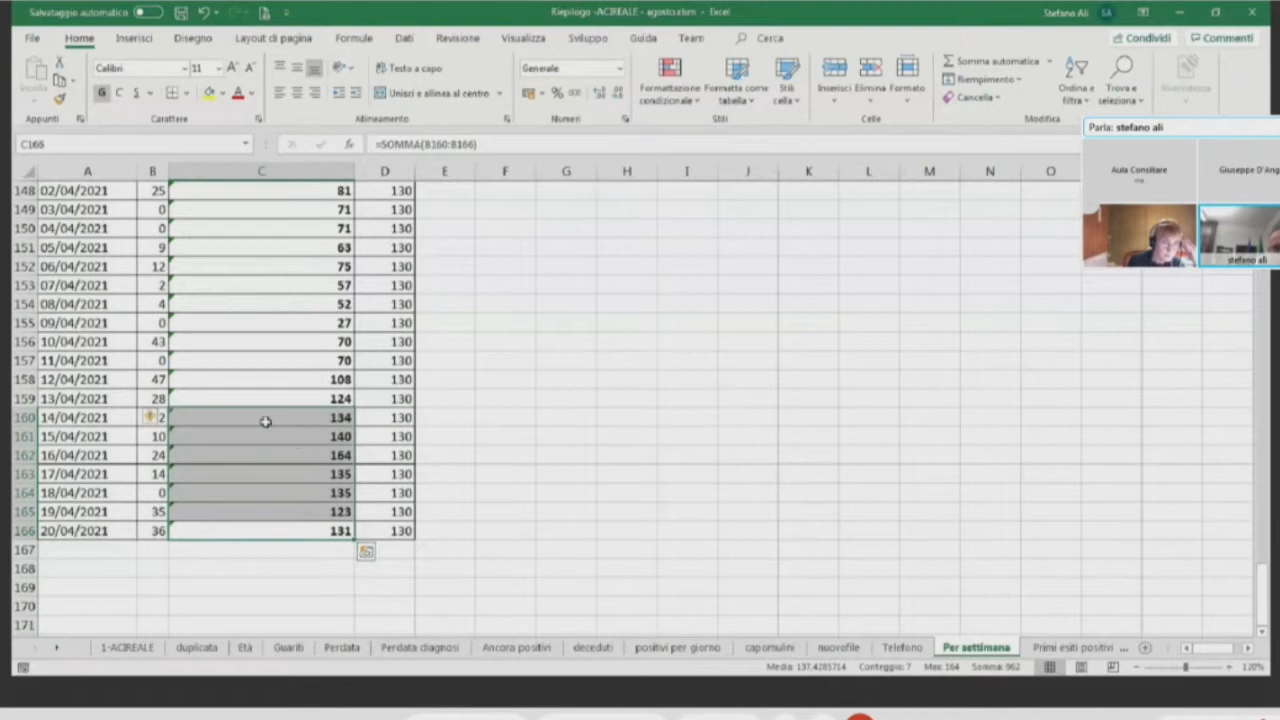 Salvataggio automatico Riepilogo -ACIREALE - agosto.xlsm - Excel Stefano Alì SA
File Home Inserisci Disegno Layout di pagina Formule Dati Revisione Visualizza Sviluppo Guida Team Cerca Condividi Commenti
Calibri 11 A A Testo a capo Generale Somma automatica
Incolla G C S A Unisci e allinea al centro % 000 Formattazione condizionale Formatta come tabella Stili cella Inserisci Elimina Formato Riempimento Cancella Ordina e filtra Trova e seleziona Riservatezza
Appunti Carattere Allineamento Numeri Stili Celle Modifica
Parla: stefano ali
C166 fx =SOMMA(B160:B166)
Aula Consiliare
Giuseppe D'Ang
stefano ali
A B C D E F G H I J K L M N O
148 02/04/2021 25 81 130
149 03/04/2021 0 71 130
150 04/04/2021 0 71 130
151 05/04/2021 9 63 130
152 06/04/2021 12 75 130
153 07/04/2021 2 57 130
154 08/04/2021 4 52 130
155 09/04/2021 0 27 130
156 10/04/2021 43 70 130
157 11/04/2021 0 70 130
158 12/04/2021 47 108 130
159 13/04/2021 28 124 130
160 14/04/2021 2 134 130
161 15/04/2021 10 140 130
162 16/04/2021 24 164 130
163 17/04/2021 14 135 130
164 18/04/2021 0 135 130
165 19/04/2021 35 123 130
166 20/04/2021 36 131 130
167
168
169
170
171
1-ACIREALE duplicata Età Guariti Perdata Perdata diagnosi Ancora positivi deceduti positivi per giorno capomulini nuovofile Telefono Per settimana Primi esiti positivi ...
Media: 137,4285714 Conteggio: 7 Max: 164 Somma: 962 120%